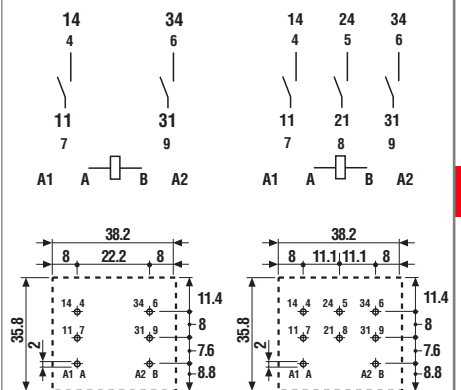 14 34 14 24 34
4 6 4 5 6
11 31 11 21 31
7 9 7 8 9
A1 A B A2 A1 A B A2
38.2 38.2
8 22.2 8 8 11.1 11.1 8
35.8 11.4 35.8 11.4
14 4 34 6 14 4 24 5 34 6
8 8
11 7 31 9 11 7 21 8 31 9
2 7.6 2 7.6
A1 A A2 B 8.8 A1 A A2 B 8.8